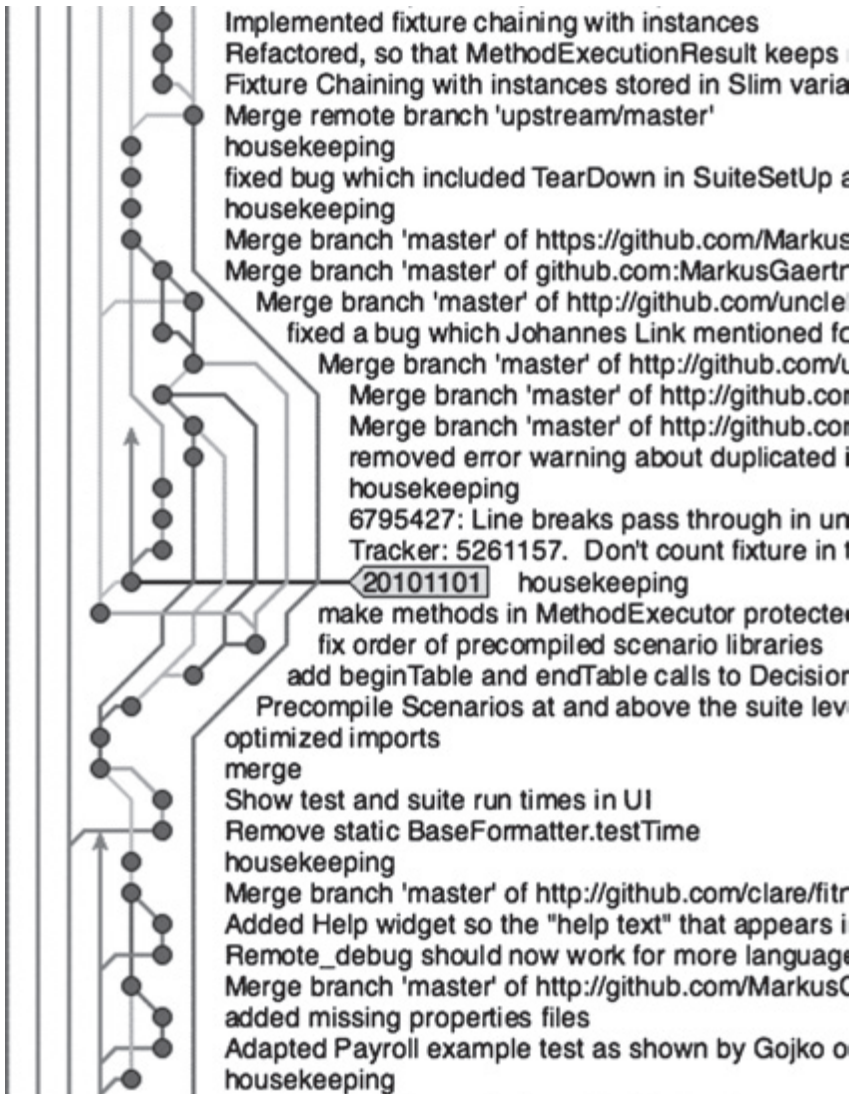 Implemented fixture chaining with instances
Refactored, so that MethodExecutionResult keeps
Fixture Chaining with instances stored in Slim varia
Merge remote branch 'upstream/master'
housekeeping
fixed bug which included TearDown in SuiteSetUp a
housekeeping
Merge branch 'master' of https://github.com/Markus
Merge branch 'master' of github.com:MarkusGaertn
Merge branch 'master' of http://github.com/uncle
fixed a bug which Johannes Link mentioned fo
Merge branch 'master' of http://github.com/u
Merge branch 'master' of http://github.co
Merge branch 'master' of http://github.co
removed error warning about duplicated i
housekeeping
6795427: Line breaks pass through in un
Tracker: 5261157. Don't count fixture in t
20101101 housekeeping
make methods in MethodExecutor protected
fix order of precompiled scenario libraries
add beginTable and endTable calls to Decision
Precompile Scenarios at and above the suite leve
optimized imports
merge
Show test and suite run times in UI
Remove static BaseFormatter.testTime
housekeeping
Merge branch 'master' of http://github.com/clare/fitn
Added Help widget so the "help text" that appears i
Remote_debug should now work for more language
Merge branch 'master' of http://github.com/MarkusG
added missing properties files
Adapted Payroll example test as shown by Gojko o
housekeeping